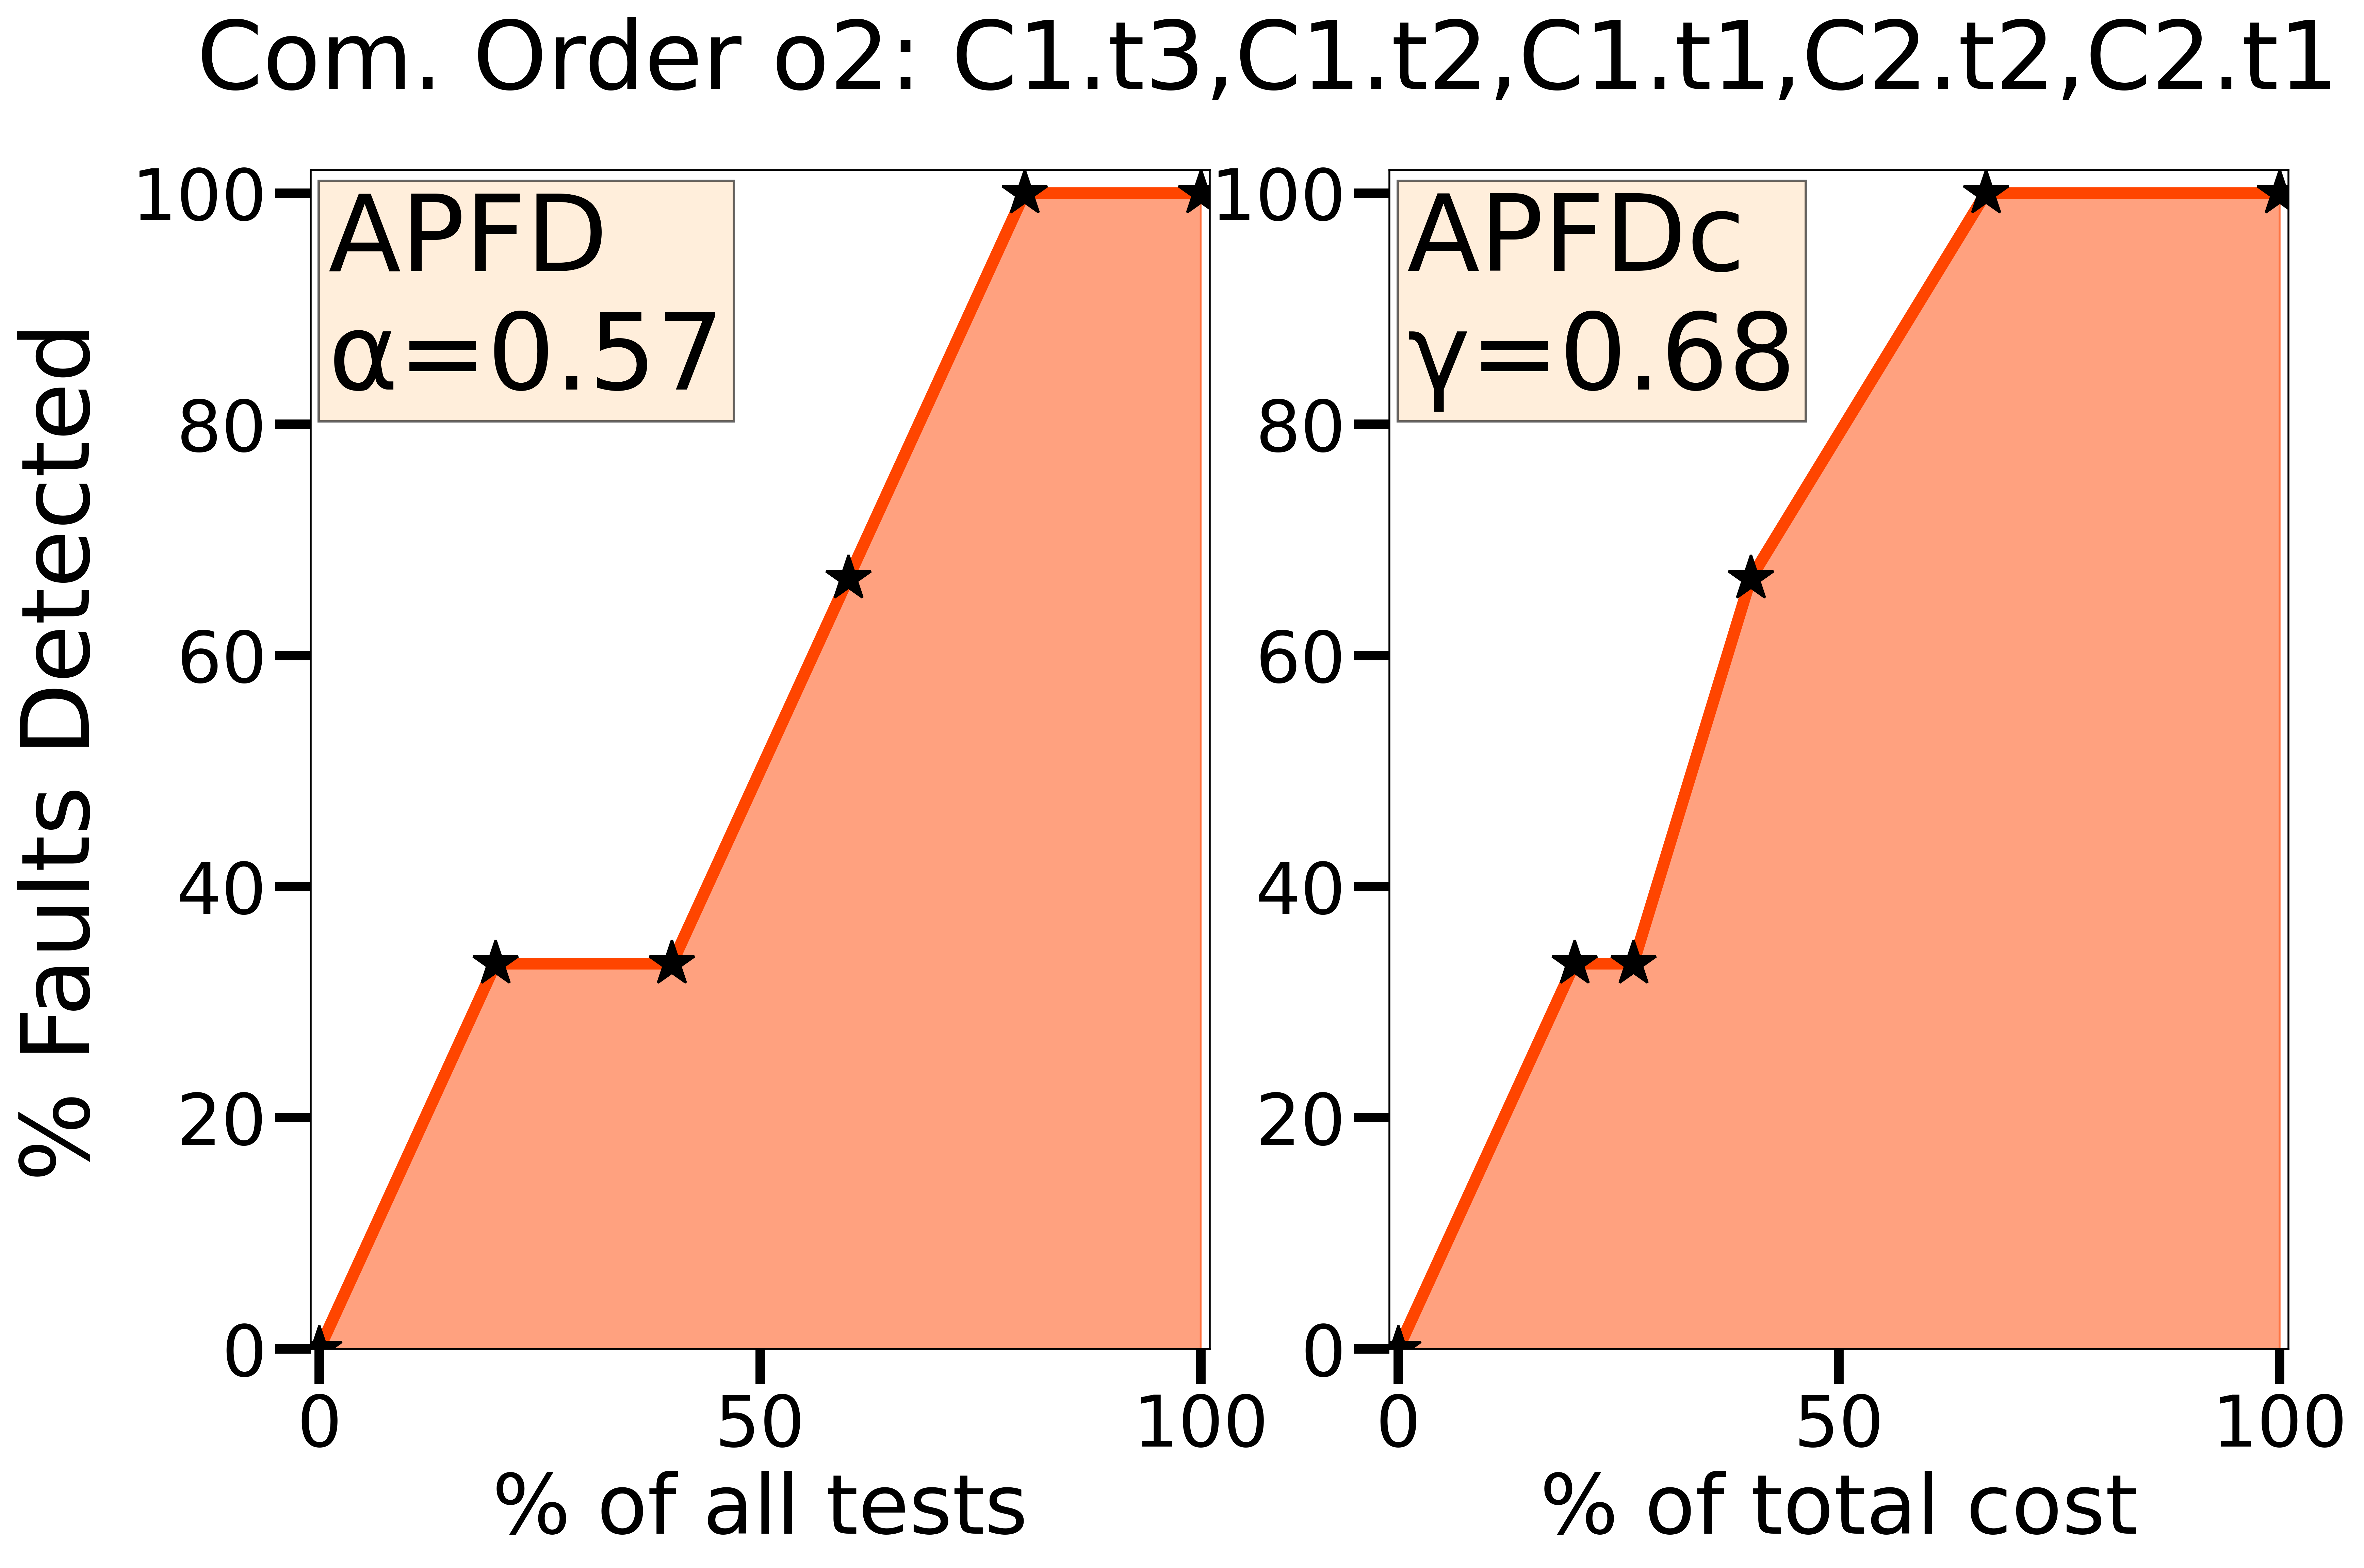 Com. Order o2: C1.t3,C1.t2,C1.t1,C2.t2,C2.t1
% Faults Detected
100
80
60
40
20
0
APFD
α=0.57
0
50
100
% of all tests
100
80
60
40
20
0
APFDc
γ=0.68
0
50
100
% of total cost